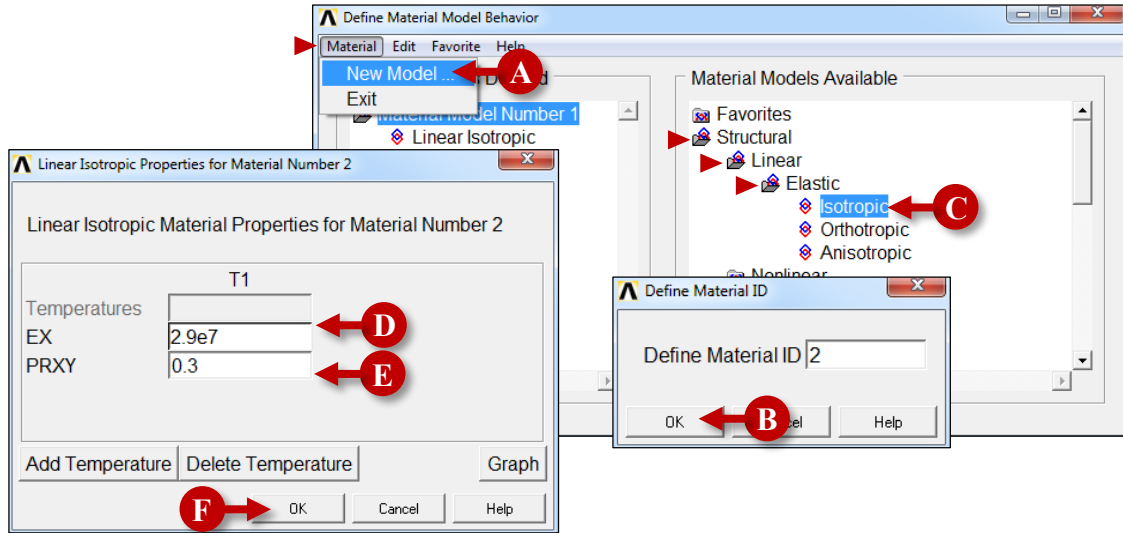 Define Material Model Behavior
Material Edit Favorite Help
New Model ...
A
Exit
Material Model Number 1
Linear Isotropic
Material Models Available
Favorites
Structural
Linear
Elastic
Isotropic
C
Orthotropic
Anisotropic
Nonlinear
Linear Isotropic Properties for Material Number 2
Linear Isotropic Material Properties for Material Number 2
T1
Temperatures
EX 2.9e7
D
PRXY 0.3
E
Add Temperature Delete Temperature Graph
F
OK Cancel Help
Define Material ID
Define Material ID 2
OK
B
Help